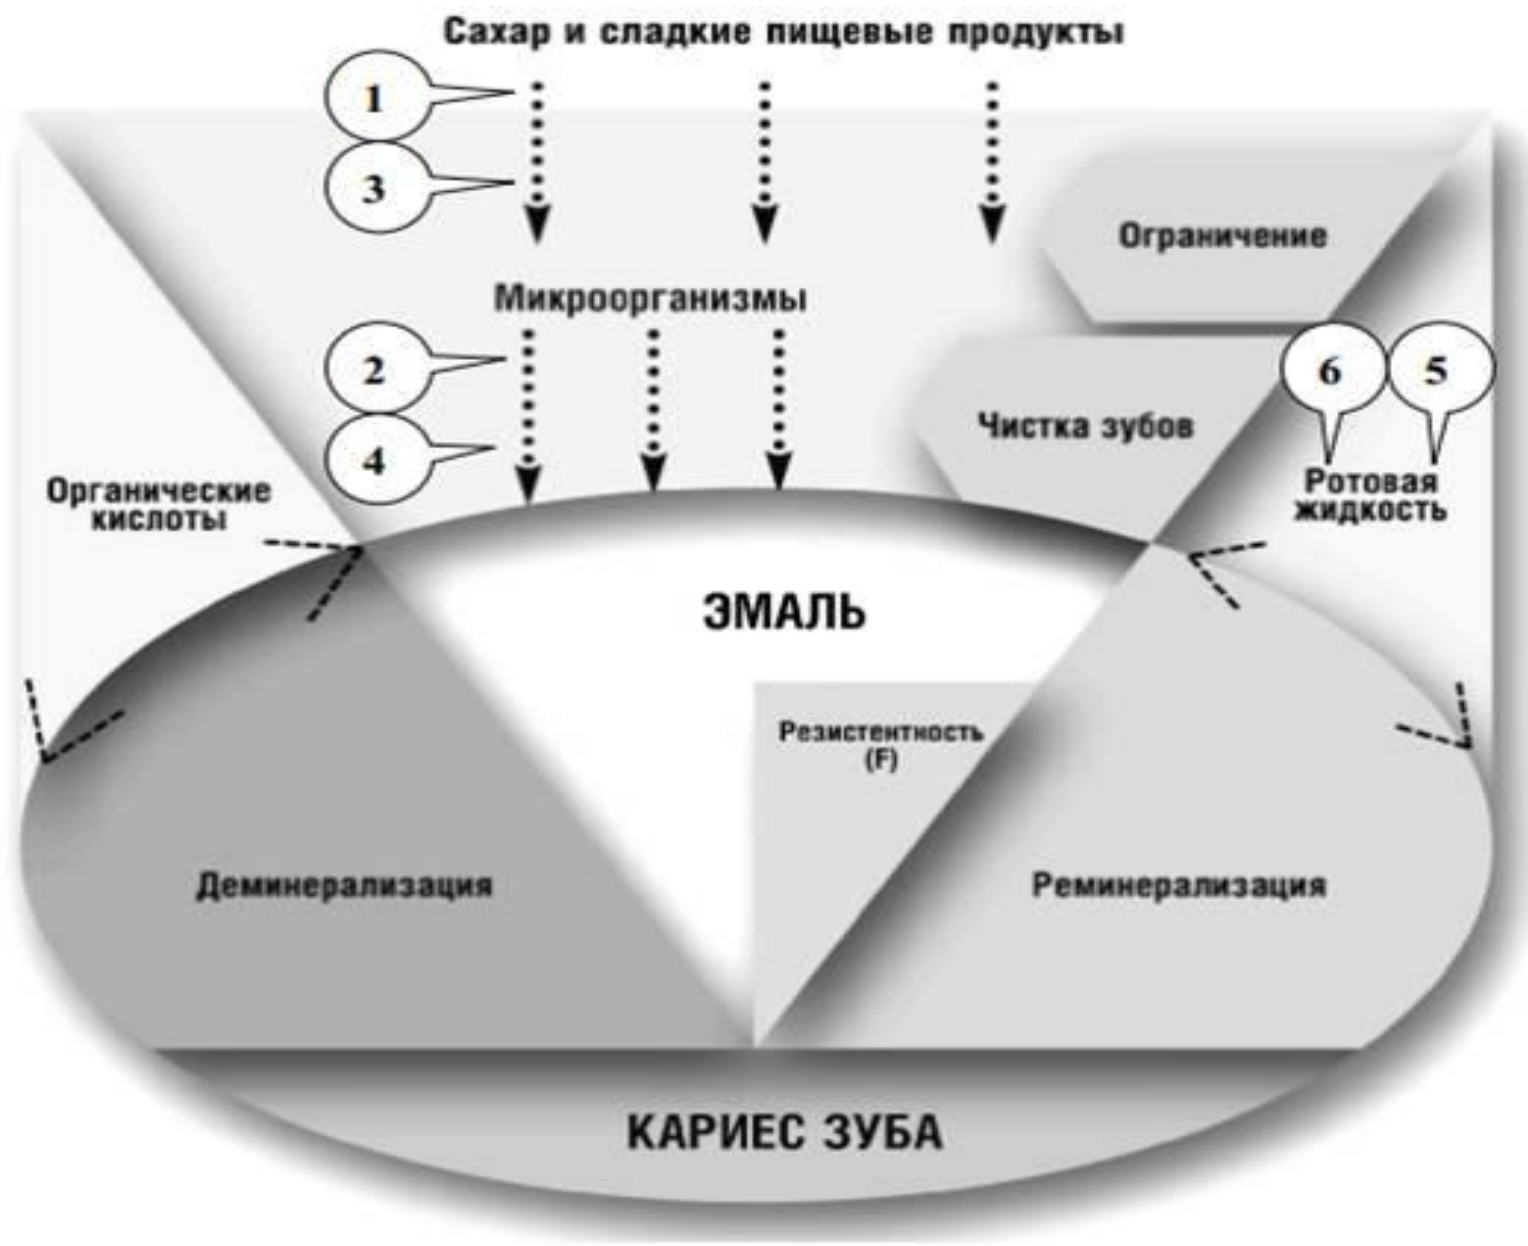 Сахар и сладкие пищевые продукты
1
3
Ограничение
Микроорганизмы
2
6
5
Чистка зубов
4
Органические
кислоты
Ротовая
жидкость
ЭМАЛЬ
Резистентность
(F)
Деминерализация
Реминерализация
КАРИЕС ЗУБА